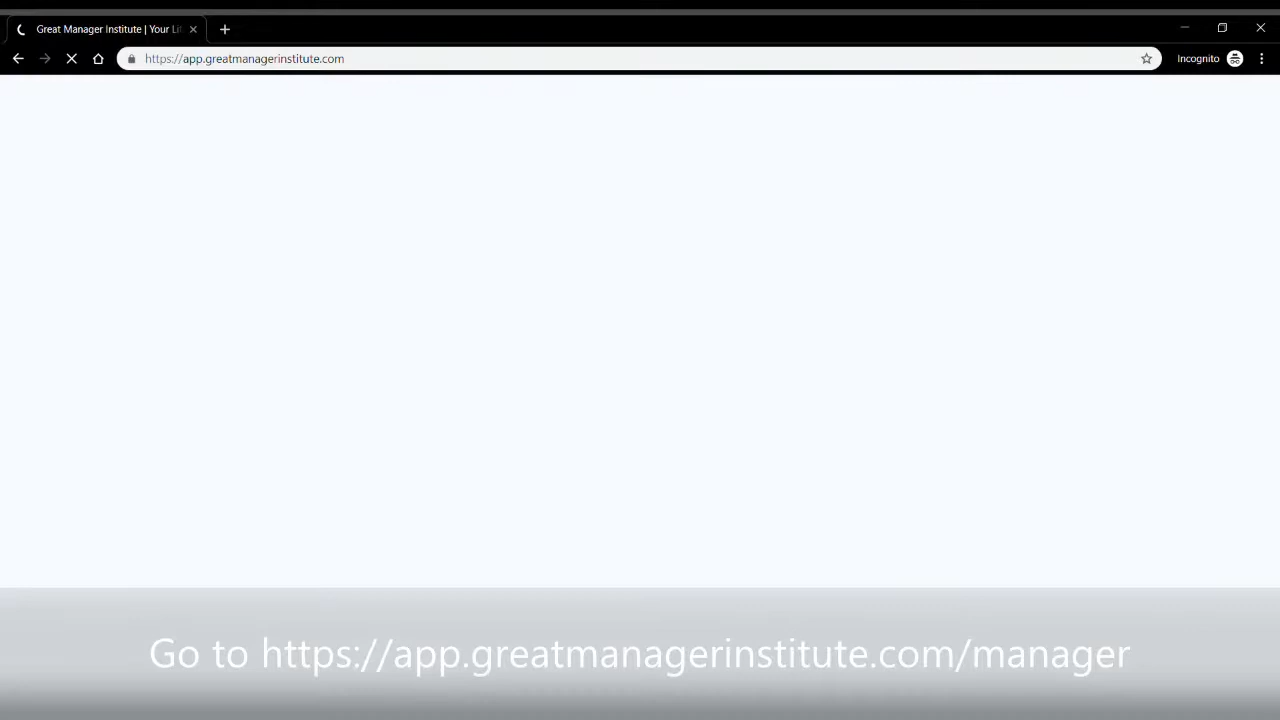 Great Manager Institute | Your Li
https://app.greatmanagerinstitute.com
Incognito
Go to https://app.greatmanagerinstitute.com/manager